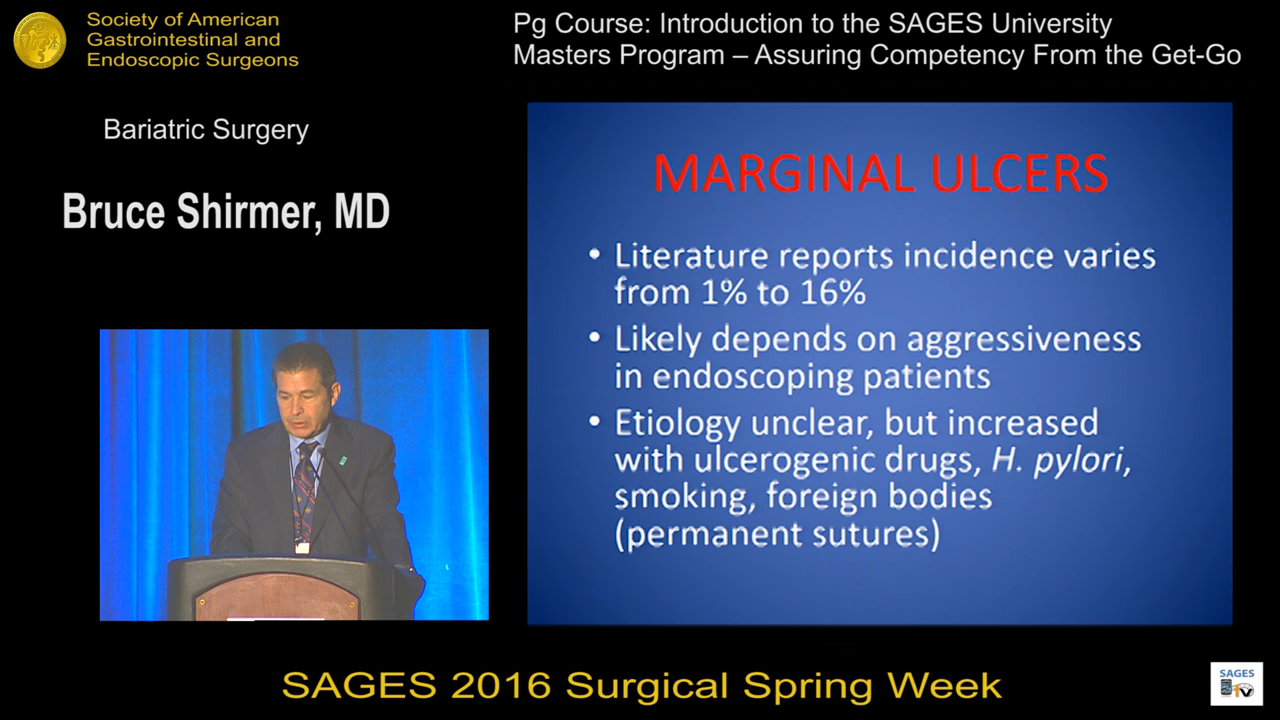 Society of American
Gastrointestinal and
Endoscopic Surgeons
Pg Course: Introduction to the SAGES University
Masters Program – Assuring Competency From the Get-Go
Bariatric Surgery
Bruce Shirmer, MD
MARGINAL ULCERS
• Literature reports incidence varies
from 1% to 16%
• Likely depends on aggressiveness
in endoscoping patients
• Etiology unclear, but increased
with ulcerogenic drugs, H. pylori,
smoking, foreign bodies
(permanent sutures)
SAGES 2016 Surgical Spring Week
SAGES
TV